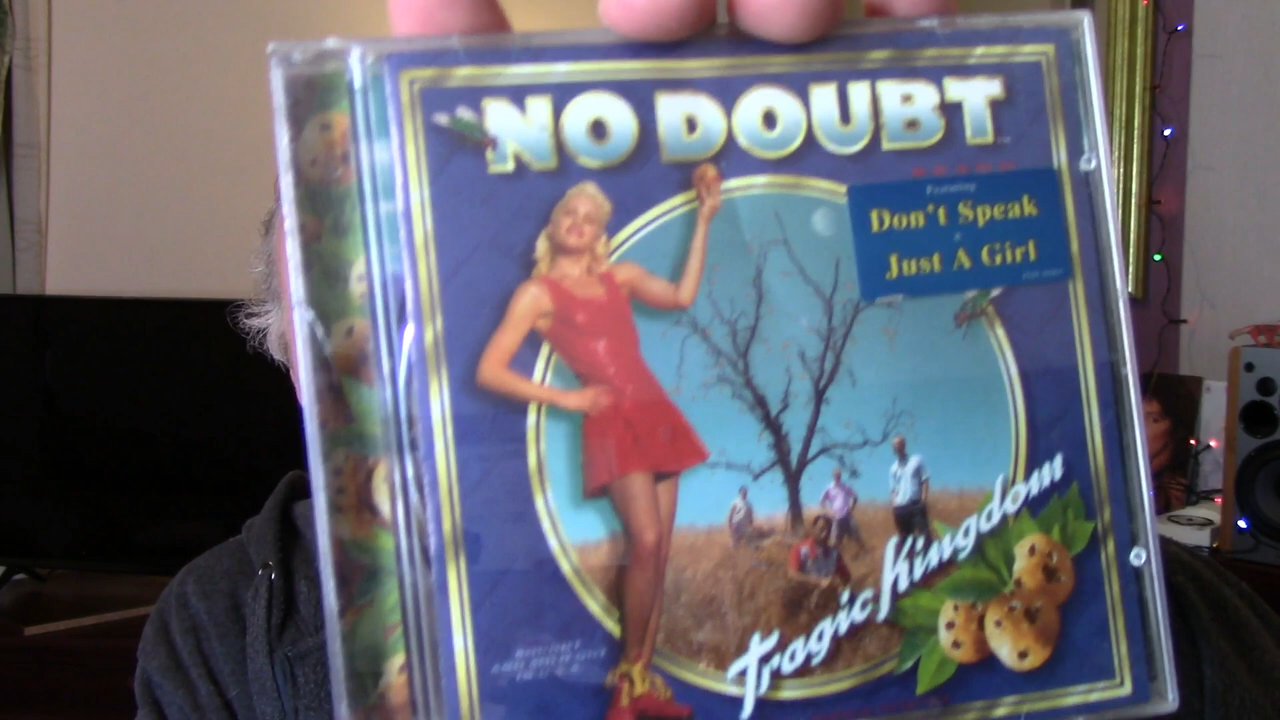 NO DOUBT
Featuring
Don't Speak
Just A Girl
Tragic Kingdom